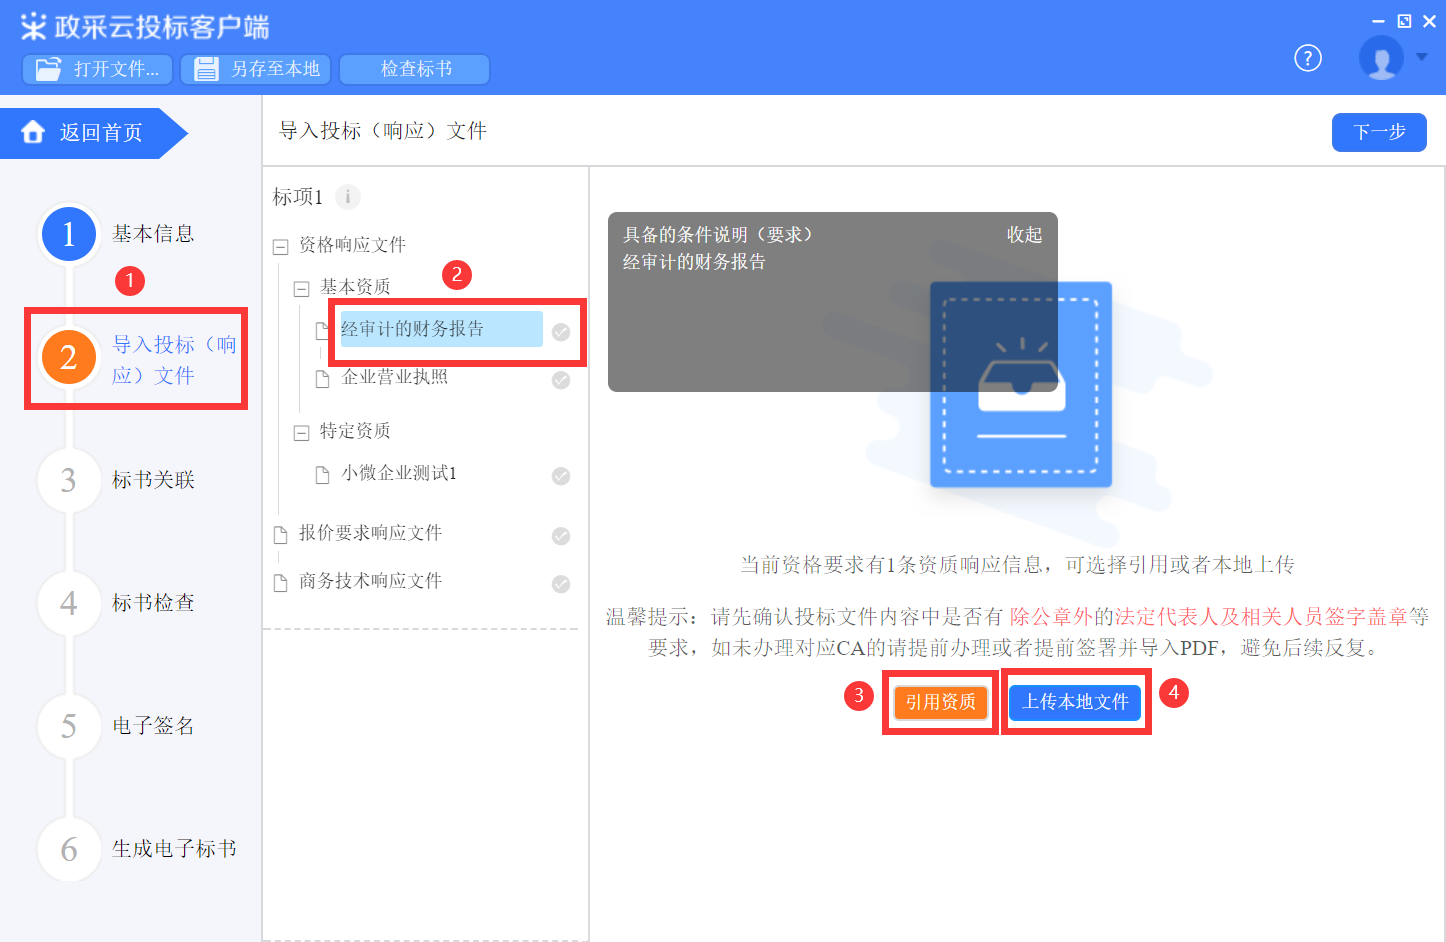 政采云投标客户端
打开文件...
另存至本地
检查标书
?
返回首页
导入投标（响应）文件
下一步
1
基本信息
1
2
导入投标（响
应）文件
3
标书关联
4
标书检查
5
电子签名
6
生成电子标书
标项1
i
资格响应文件
基本资质
2
经审计的财务报告
企业营业执照
特定资质
小微企业测试1
报价要求响应文件
商务技术响应文件
具备的条件说明（要求）
收起
经审计的财务报告
当前资格要求有1条资质响应信息，可选择引用或者本地上传
温馨提示：请先确认投标文件内容中是否有 除公章外的法定代表人及相关人员签字盖章等
要求，如未办理对应CA的请提前办理或者提前签署并导入PDF，避免后续反复。
3
引用资质
上传本地文件
4